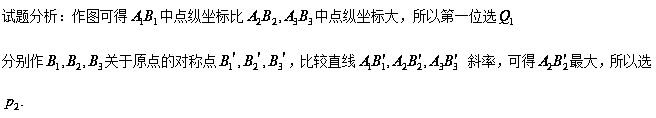 试题分析：作图可得 A₁B₁ 中点纵坐标比 A₂B₂, A₃B₃ 中点纵坐标大，所以第一位选 Q₁
分别作 B₁, B₂, B₃ 关于原点的对称点 B₁′, B₂′, B₃′，比较直线 A₁B₁′, A₂B₂′, A₃B₃′ 斜率，可得 A₂B₂′ 最大，所以选
p₂.